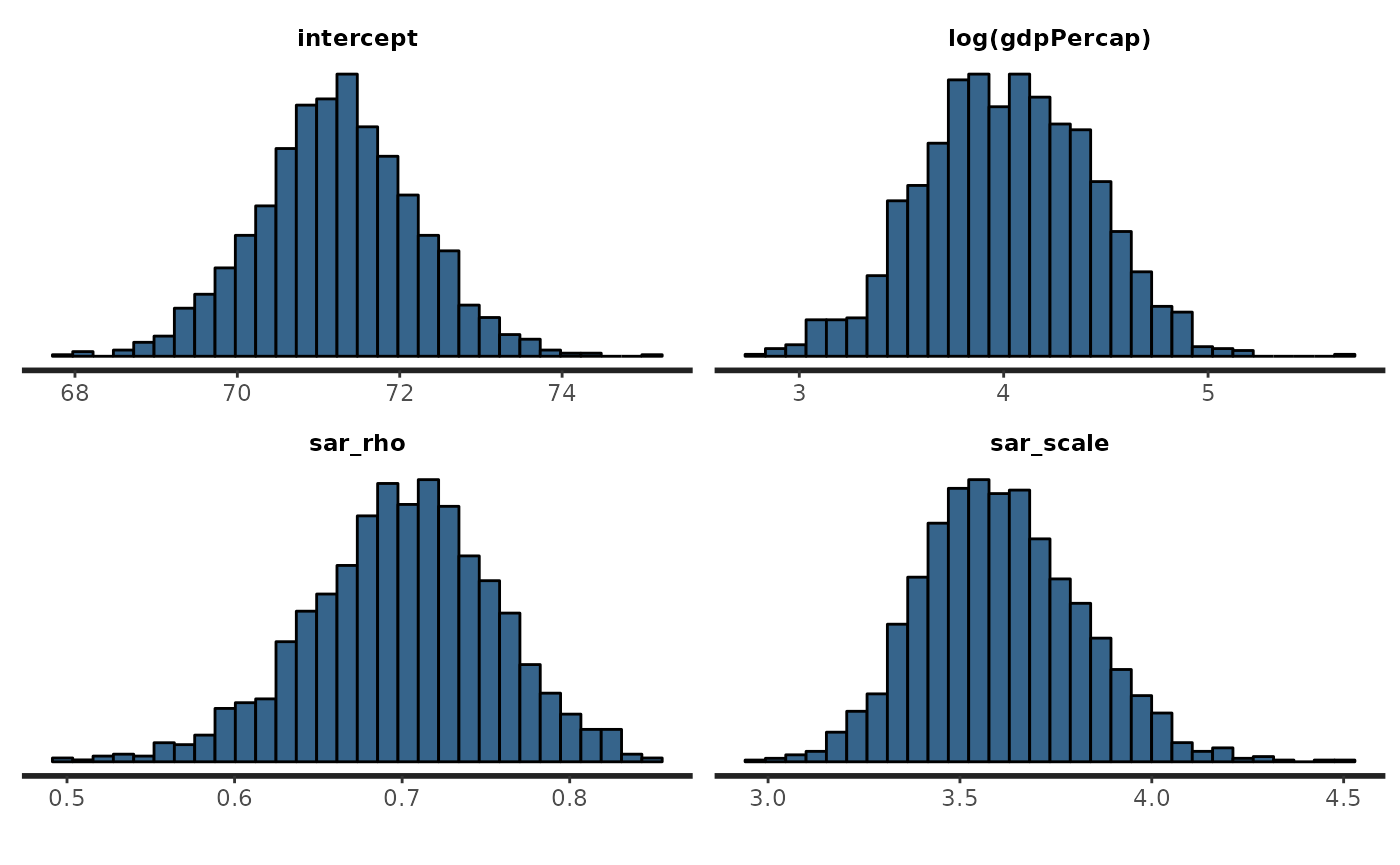 intercept
log(gdpPercap)
68 70 72 74
3 4 5
sar_rho
sar_scale
0.5 0.6 0.7 0.8
3.0 3.5 4.0 4.5